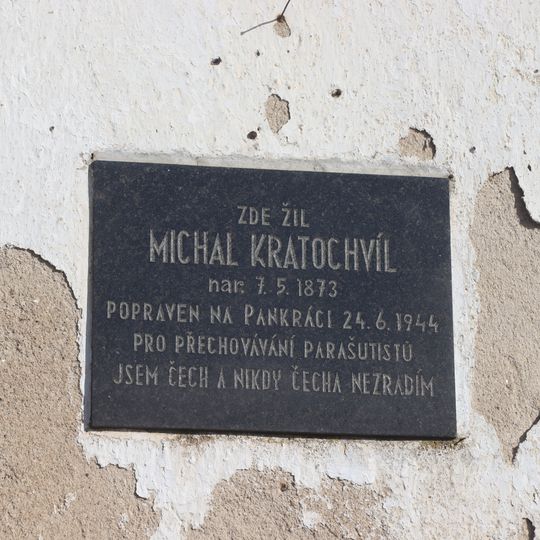 ZDE ŽIL
MICHAL KRATOCHVÍL
nar. 7. 5. 1873
POPRAVEN NA PANKRÁCI 24. 6. 1944
PRO PŘECHOVÁVÁNÍ PARAŠUTISTŮ
JSEM ČECH A NIKDY ČECHA NEZRADÍM